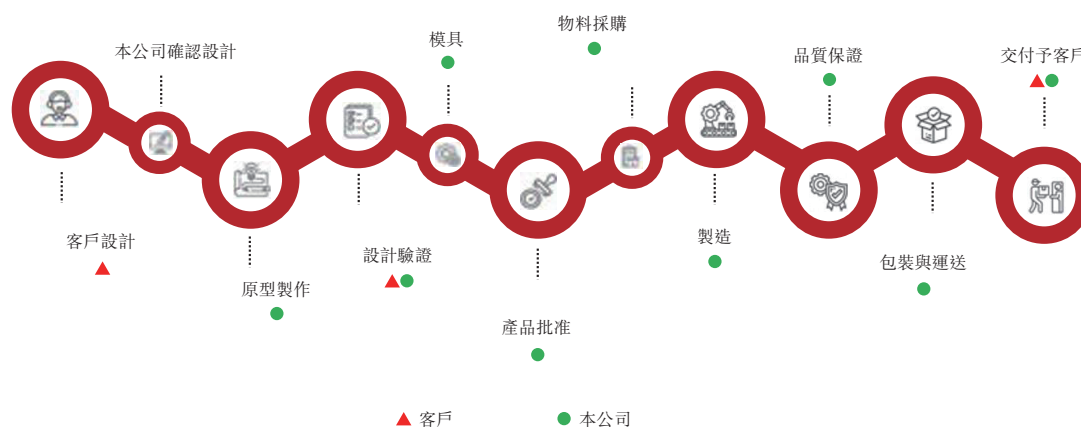 客戶設計
本公司確認設計
原型製作
設計驗證
模具
產品批准
物料採購
製造
品質保證
包裝與運送
交付予客戶
客戶
本公司